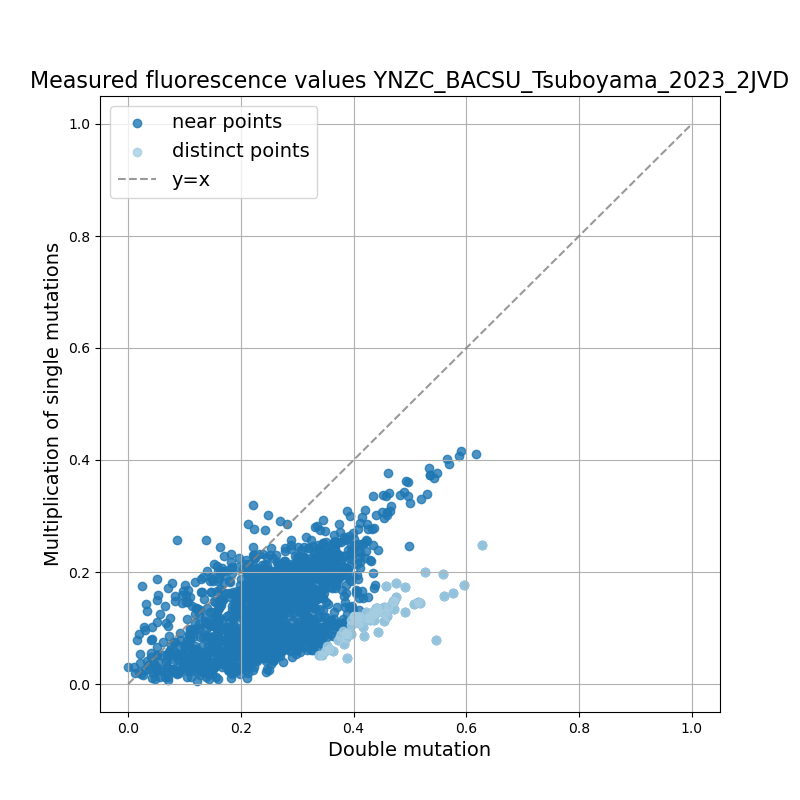 Measured fluorescence values YNZC_BACSU_Tsuboyama_2023_2JVD
near points
distinct points
y=x
Multiplication of single mutations
1.0
0.8
0.6
0.4
0.2
0.0
0.0 0.2 0.4 0.6 0.8 1.0
Double mutation